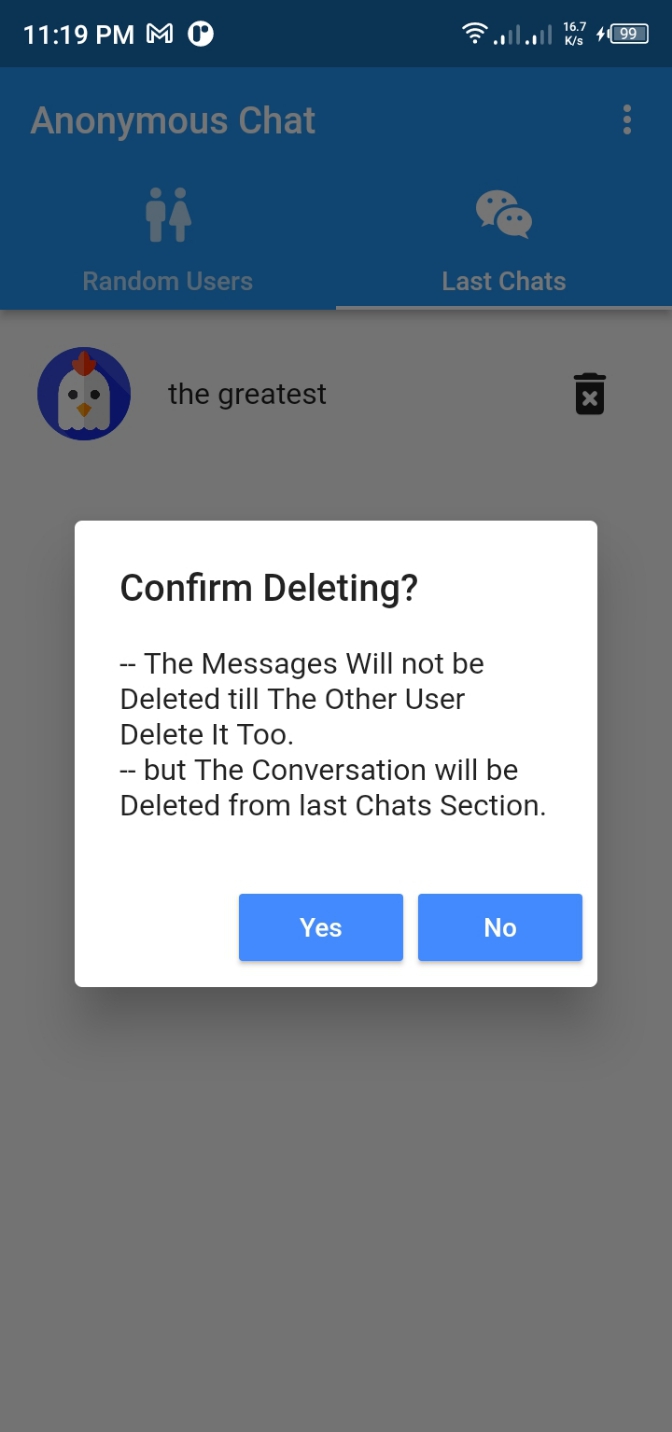 11:19 PM
16.7
K/s
99
Anonymous Chat
Random Users
Last Chats
the greatest
Confirm Deleting?
-- The Messages Will not be
Deleted till The Other User
Delete It Too.
-- but The Conversation will be
Deleted from last Chats Section.
Yes
No